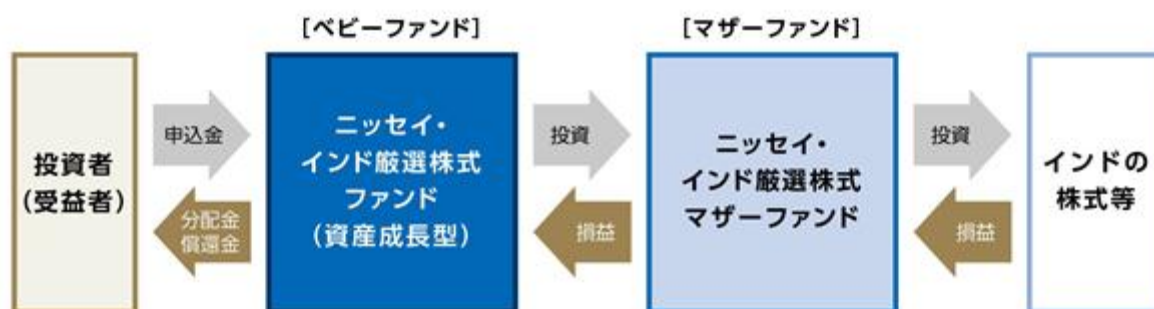 ［ベビーファンド］
［マザーファンド］
投資者
（受益者）
申込金
分配金
償還金
ニッセイ・
インド厳選株式
ファンド
（資産成長型）
投資
損益
ニッセイ・
インド厳選株式
マザーファンド
投資
損益
インドの
株式等